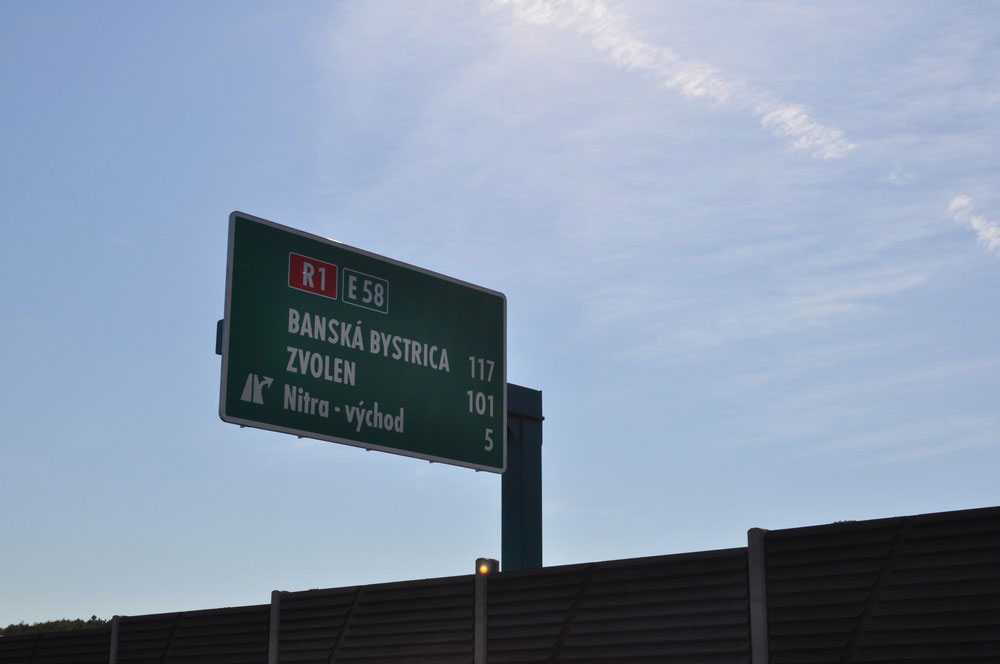 R1 E 58
BANSKÁ BYSTRICA 117
ZVOLEN 101
Nitra - východ 5